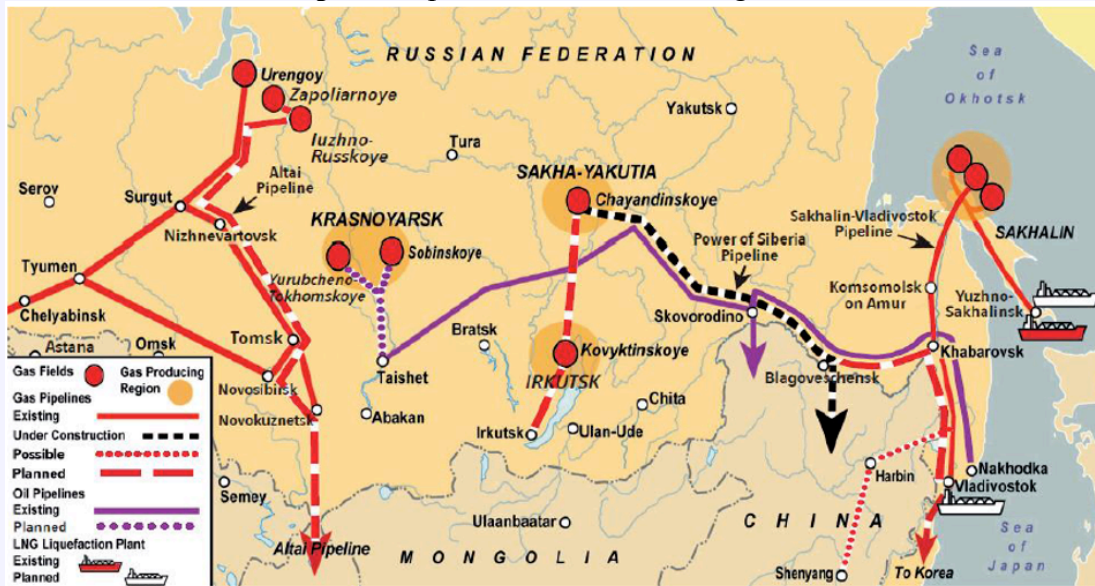 RUSSIAN FEDERATION
Sea
of
Okhotsk
Urengoy
Zapoliarnoye
Iuzhno-
Russkoye
Yakutsk
Tura
Altai
Pipeline
Serov
Surgut
Nizhnevartovsk
SAKHA-YAKUTIA
Chayandinskoye
KRASNOYARSK
Sobinskoye
Yurubcheno-
Tokhomskoye
Sakhalin-Vladivostok
Pipeline
SAKHALIN
Power of Siberia
Pipeline
Tyumen
Chelyabinsk
Komsomolsk
on Amur
Yuzhno-
Sakhalinsk
Skovorodino
Astana
Omsk
Tomsk
Bratsk
Kovyktinskoye
IRKUTSK
Khabarovsk
Blagoveschensk
Taishet
Novosibirsk
Novokuznetsk
Abakan
Chita
Irkutsk
Ulan-Ude
Harbin
Nakhodka
Vladivostok
Semey
Ulaanbaatar
CHINA
Altai Pipeline
MONGOLIA
Shenyang
To Korea
Sea
of
Japan
Gas Fields
Gas Producing
Region
Gas Pipelines
Existing
Under Construction
Possible
Planned
Oil Pipelines
Existing
Planned
LNG Liquefaction Plant
Existing
Planned